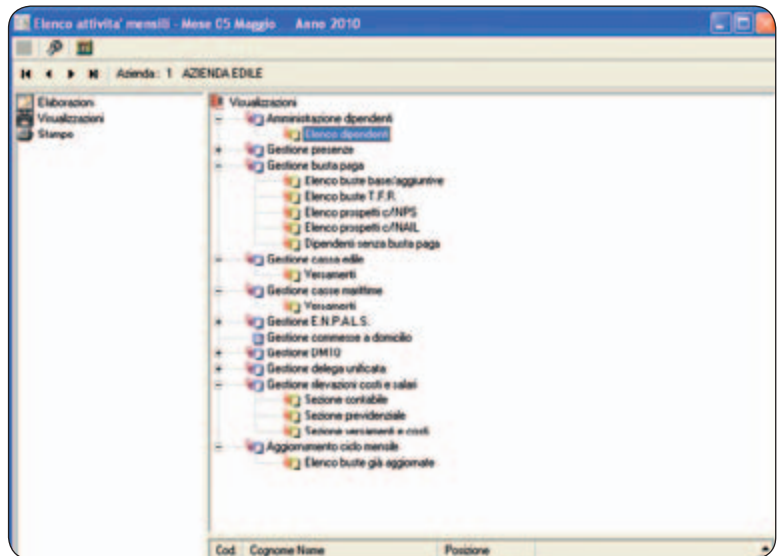 Elenco attivita' mensili - Mese 05 Maggio Anno 2010
Azienda: 1 AZIENDA EDILE
Elaborazioni
Visualizzazioni
Stampe
Visualizzazioni
Amministrazione dipendenti
Elenco dipendenti
Gestione presenze
Gestione busta paga
Elenco buste base/aggiuntive
Elenco buste T.F.R.
Elenco prospetti c/INPS
Elenco prospetti c/INAIL
Dipendenti senza busta paga
Gestione cassa edile
Versamenti
Gestione casse marittime
Versamenti
Gestione E.N.P.A.L.S.
Gestione commesse a domicilio
Gestione DM10
Gestione delega unificata
Gestione rilevazioni costi e salari
Sezione contabile
Sezione previdenziale
Sezione versamenti e costi
Aggiornamento ciclo mensile
Elenco buste già aggiornate
Cod. Cognome Nome Posizione